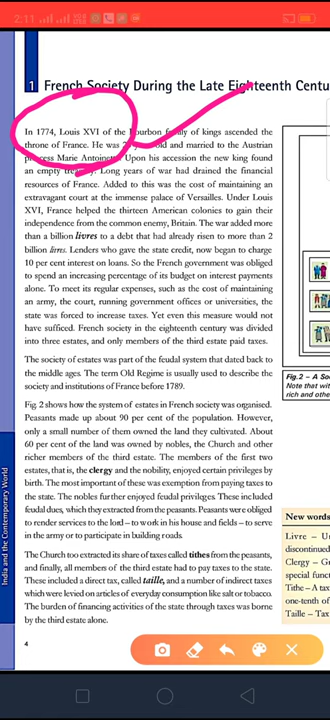 2:11
1 French Society During the Late Eighteenth Centu
In 1774, Louis XVI of the Bourbon family of kings ascended the
throne of France. He was 20 years old and married to the Austrian
princess Marie Antoinette. Upon his accession the new king found
an empty treasury. Long years of war had drained the financial
resources of France. Added to this was the cost of maintaining an
extravagant court at the immense palace of Versailles. Under Louis
XVI, France helped the thirteen American colonies to gain their
independence from the common enemy, Britain. The war added more
than a billion livres to a debt that had already risen to more than 2
billion livres. Lenders who gave the state credit, now began to charge
10 per cent interest on loans. So the French government was obliged
to spend an increasing percentage of its budget on interest payments
alone. To meet its regular expenses, such as the cost of maintaining
an army, the court, running government offices or universities, the
state was forced to increase taxes. Yet even this measure would not
have sufficed. French society in the eighteenth century was divided
into three estates, and only members of the third estate paid taxes.
The society of estates was part of the feudal system that dated back to
the middle ages. The term Old Regime is usually used to describe the
society and institutions of France before 1789.
Fig. 2 shows how the system of estates in French society was organised.
Peasants made up about 90 per cent of the population. However,
only a small number of them owned the land they cultivated. About
60 per cent of the land was owned by nobles, the Church and other
richer members of the third estate. The members of the first two
estates, that is, the clergy and the nobility, enjoyed certain privileges by
birth. The most important of these was exemption from paying taxes to
the state. The nobles further enjoyed feudal privileges. These included
feudal dues, which they extracted from the peasants. Peasants were obliged
to render services to the lord – to work in his house and fields – to serve
in the army or to participate in building roads.
The Church too extracted its share of taxes called tithes from the peasants,
and finally, all members of the third estate had to pay taxes to the state.
These included a direct tax, called taille, and a number of indirect taxes
which were levied on articles of everyday consumption like salt or tobacco.
The burden of financing activities of the state through taxes was borne
by the third estate alone.
4
India and the Contemporary World
Fig.2 – A So
Note that wit
rich and othe
New words
Livre – U
discontinued
Clergy – Gr
special funct
Tithe – A tax
one-tenth of
Taille – Tax